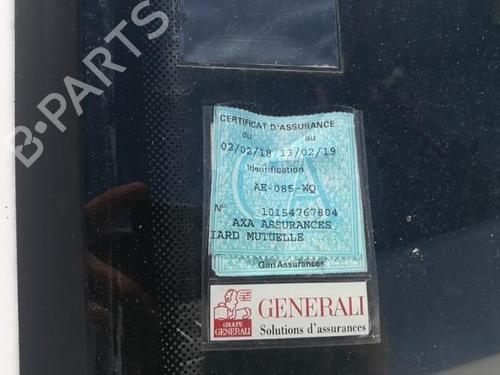 B-PARTS
CERTIFICAT D'ASSURANCE
du au
02/02/18 13/02/19
Identification
AE-085-WQ
N° 10154767804
AXA ASSURANCES
IARD MUTUELLE
Gan Assurances
GROUPE
GENERALI
GENERALI
Solutions d'assurances